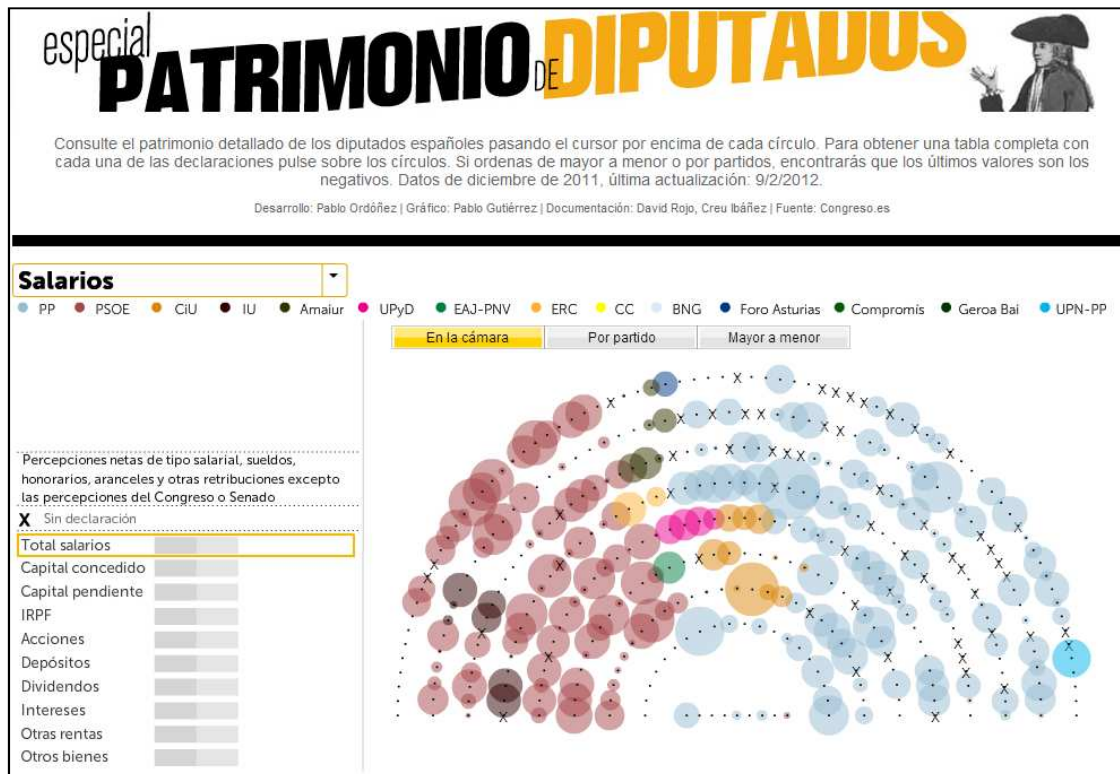 especial
PATRIMONIO DE DIPUTADOS
Consulte el patrimonio detallado de los diputados españoles pasando el cursor por encima de cada círculo. Para obtener una tabla completa con
cada una de las declaraciones pulse sobre los círculos. Si ordenas de mayor a menor o por partidos, encontrarás que los últimos valores son los
negativos. Datos de diciembre de 2011, última actualización: 9/2/2012.
Desarrollo: Pablo Ordóñez | Gráfico: Pablo Gutiérrez | Documentación: David Rojo, Creu Ibáñez | Fuente: Congreso.es
Salarios
PP PSOE CiU IU Amaiur UPyD EAJ-PNV ERC CC BNG Foro Asturias Compromís Geroa Bai UPN-PP
En la cámara Por partido Mayor a menor
Percepciones netas de tipo salarial, sueldos,
honorarios, aranceles y otras retribuciones excepto
las percepciones del Congreso o Senado
X Sin declaración
Total salarios
Capital concedido
Capital pendiente
IRPF
Acciones
Depósitos
Dividendos
Intereses
Otras rentas
Otros bienes